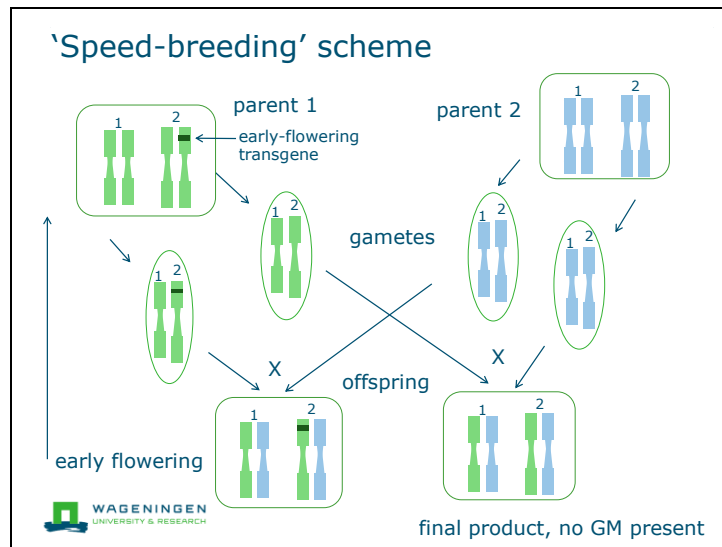 ‘Speed-breeding’ scheme
parent 1
parent 2
1 2
1 2
early-flowering
transgene
1 2
1 2
gametes
1 2
1 2
X
X
offspring
1 2
1 2
early flowering
WAGENINGEN
UNIVERSITY & RESEARCH
final product, no GM present